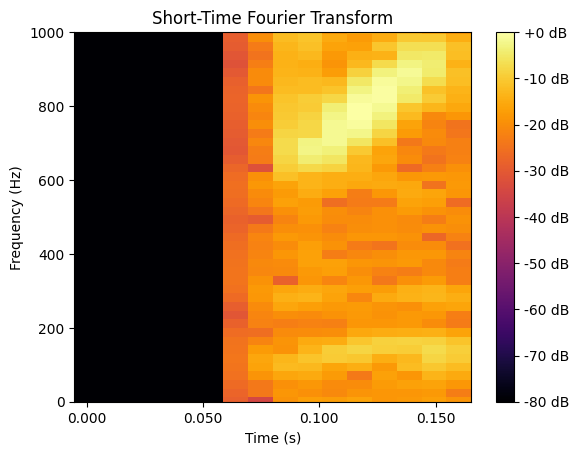 Short-Time Fourier Transform
1000
800
600
400
200
0
Frequency (Hz)
0.000
0.050
0.100
0.150
Time (s)
+0 dB
-10 dB
-20 dB
-30 dB
-40 dB
-50 dB
-60 dB
-70 dB
-80 dB